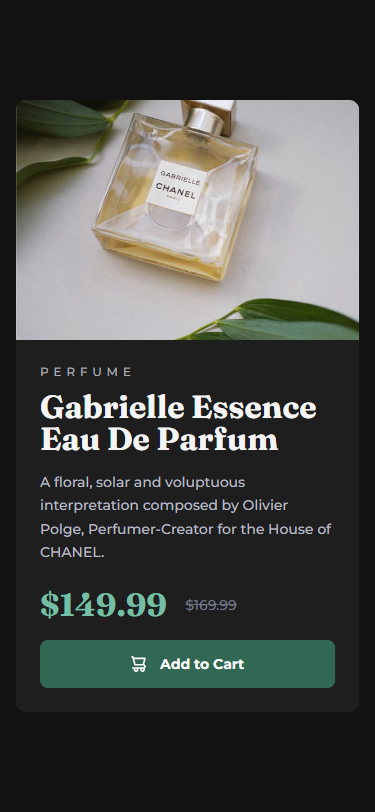 GABRIELLE
CHANEL
PARIS
PERFUME
Gabrielle Essence
Eau De Parfum
A floral, solar and voluptuous
interpretation composed by Olivier
Polge, Perfumer-Creator for the House of
CHANEL.
$149.99 $169.99
Add to Cart